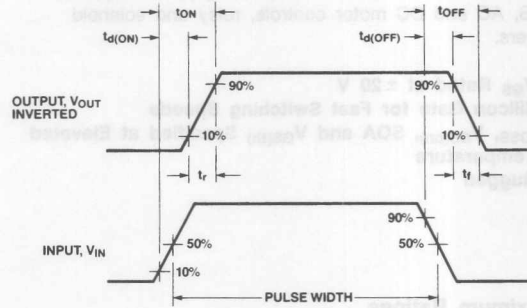 tON
tOFF
td(ON)
td(OFF)
OUTPUT, VOUT
INVERTED
90%
90%
10%
10%
tr
tf
INPUT, VIN
90%
50%
50%
10%
PULSE WIDTH